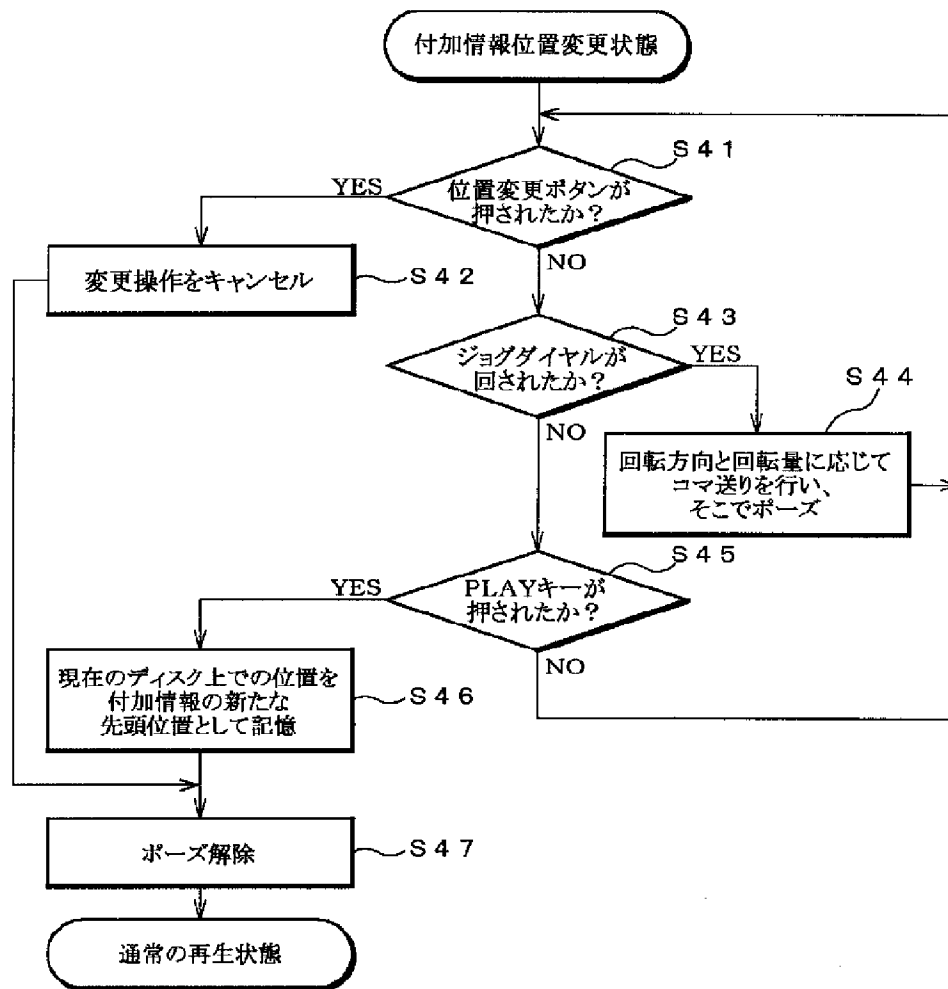 付加情報位置変更状態
S41
YES
位置変更ボタンが
押されたか？
NO
変更操作をキャンセル
S42
S43
ジョグダイヤルが
回されたか？
YES
NO
S44
回転方向と回転量に応じて
コマ送りを行い、
そこでポーズ
S45
YES
PLAYキーが
押されたか？
NO
現在のディスク上での位置を
付加情報の新たな
先頭位置として記憶
S46
ポーズ解除
S47
通常の再生状態